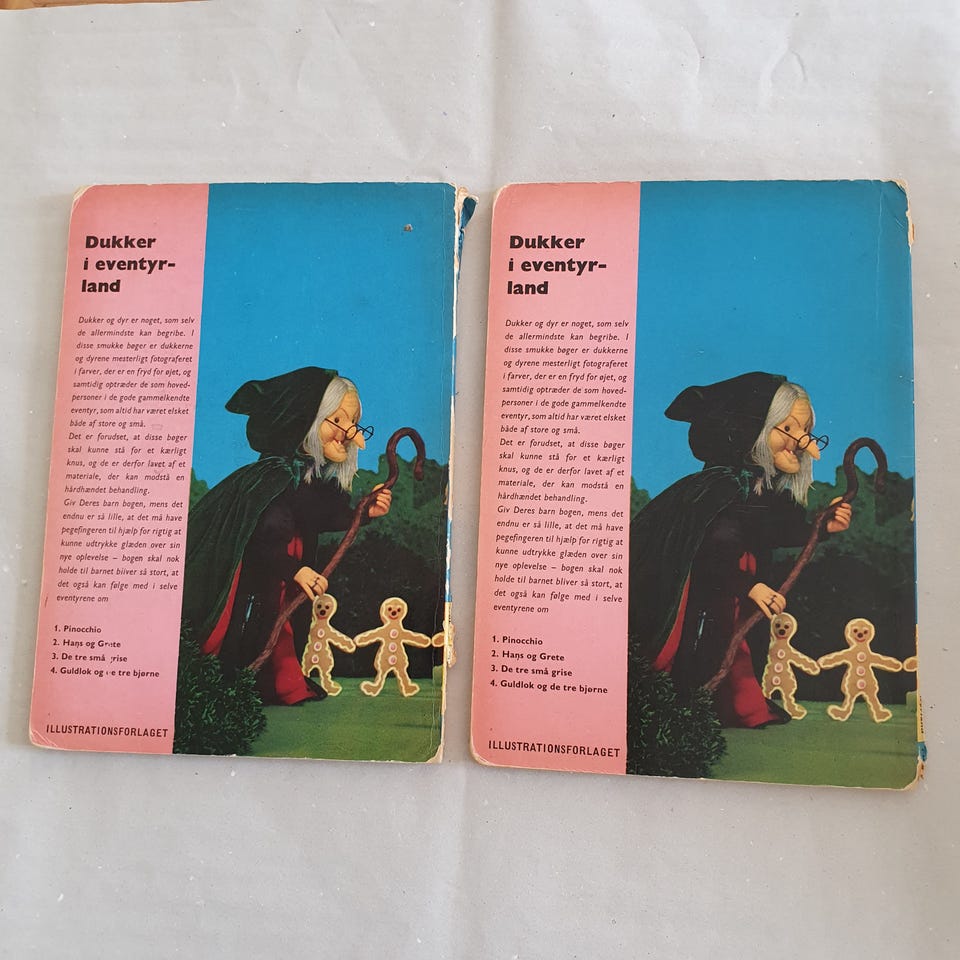 Dukker
i eventyr-
land
Dukker og dyr er noget, som selv
de allermindste kan begribe. I
disse smukke bøger er dukkerne
og dyrene mesterligt fotograferet
i farver, der er en fryd for øjet, og
samtidig optræder de som hoved-
personer i de gode gammelkendte
eventyr, som altid har været elsket
både af store og små.
Det er forudset, at disse bøger
skal kunne stå for et kærligt
knus, og de er derfor lavet af et
materiale, der kan modstå en
hårdhændet behandling.
Giv Deres barn bogen, mens det
endnu er så lille, at det må have
pegefingeren til hjælp for rigtig at
kunne udtrykke glæden over sin
nye oplevelse – bogen skal nok
holde til barnet bliver så stort, at
det også kan følge med i selve
eventyrene om
1. Pinocchio
2. Hans og Grete
3. De tre små grise
4. Guldlok og de tre bjørne
ILLUSTRATIONSFORLAGET
Dukker
i eventyr-
land
Dukker og dyr er noget, som selv
de allermindste kan begribe. I
disse smukke bøger er dukkerne
og dyrene mesterligt fotograferet
i farver, der er en fryd for øjet, og
samtidig optræder de som hoved-
personer i de gode gammelkendte
eventyr, som altid har været elsket
både af store og små.
Det er forudset, at disse bøger
skal kunne stå for et kærligt
knus, og de er derfor lavet af et
materiale, der kan modstå en
hårdhændet behandling.
Giv Deres barn bogen, mens det
endnu er så lille, at det må have
pegefingeren til hjælp for rigtig at
kunne udtrykke glæden over sin
nye oplevelse – bogen skal nok
holde til barnet bliver så stort, at
det også kan følge med i selve
eventyrene om
1. Pinocchio
2. Hans og Grete
3. De tre små grise
4. Guldlok og de tre bjørne
ILLUSTRATIONSFORLAGET